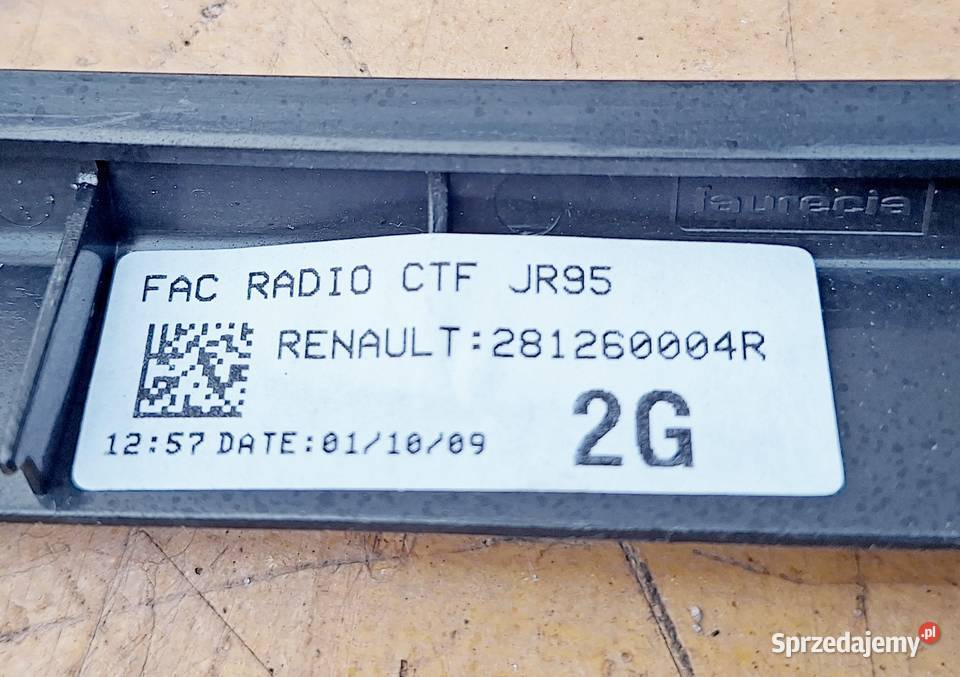 faurecia
FAC RADIO CTF JR95
RENAULT:281260004R
2G
12:57 DATE:01/10/09
Sprzedajemy.pl